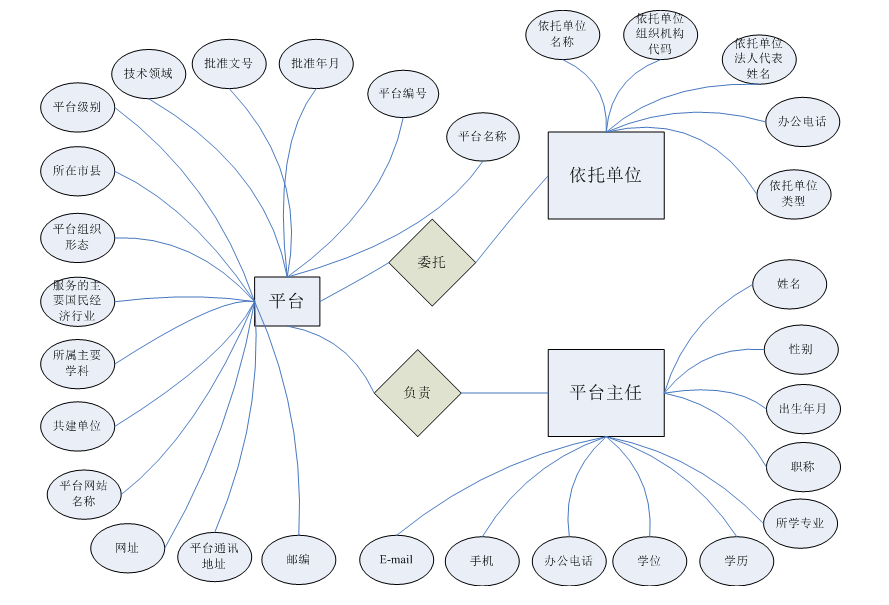 依托单位
名称
依托单位
组织机构
代码
依托单位
法人代表
姓名
技术领域
批准文号
批准年月
平台编号
平台级别
办公电话
平台名称
所在市县
依托单位
依托单位
类型
平台组织
形态
委托
服务的主
要国民经
济行业
平台
姓名
所属主要
学科
性别
负责
平台主任
出生年月
共建单位
职称
平台网站
名称
所学专业
网址
平台通讯
地址
邮编
E-mail
手机
办公电话
学位
学历